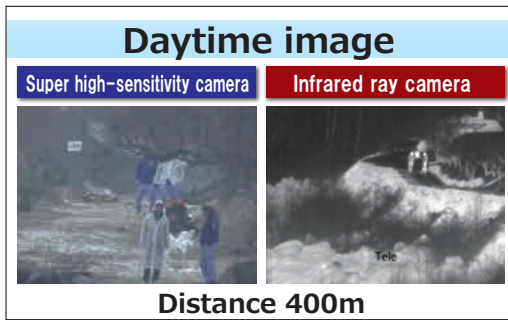 Daytime image
Super high-sensitivity camera
Infrared ray camera
Tele
Distance 400m